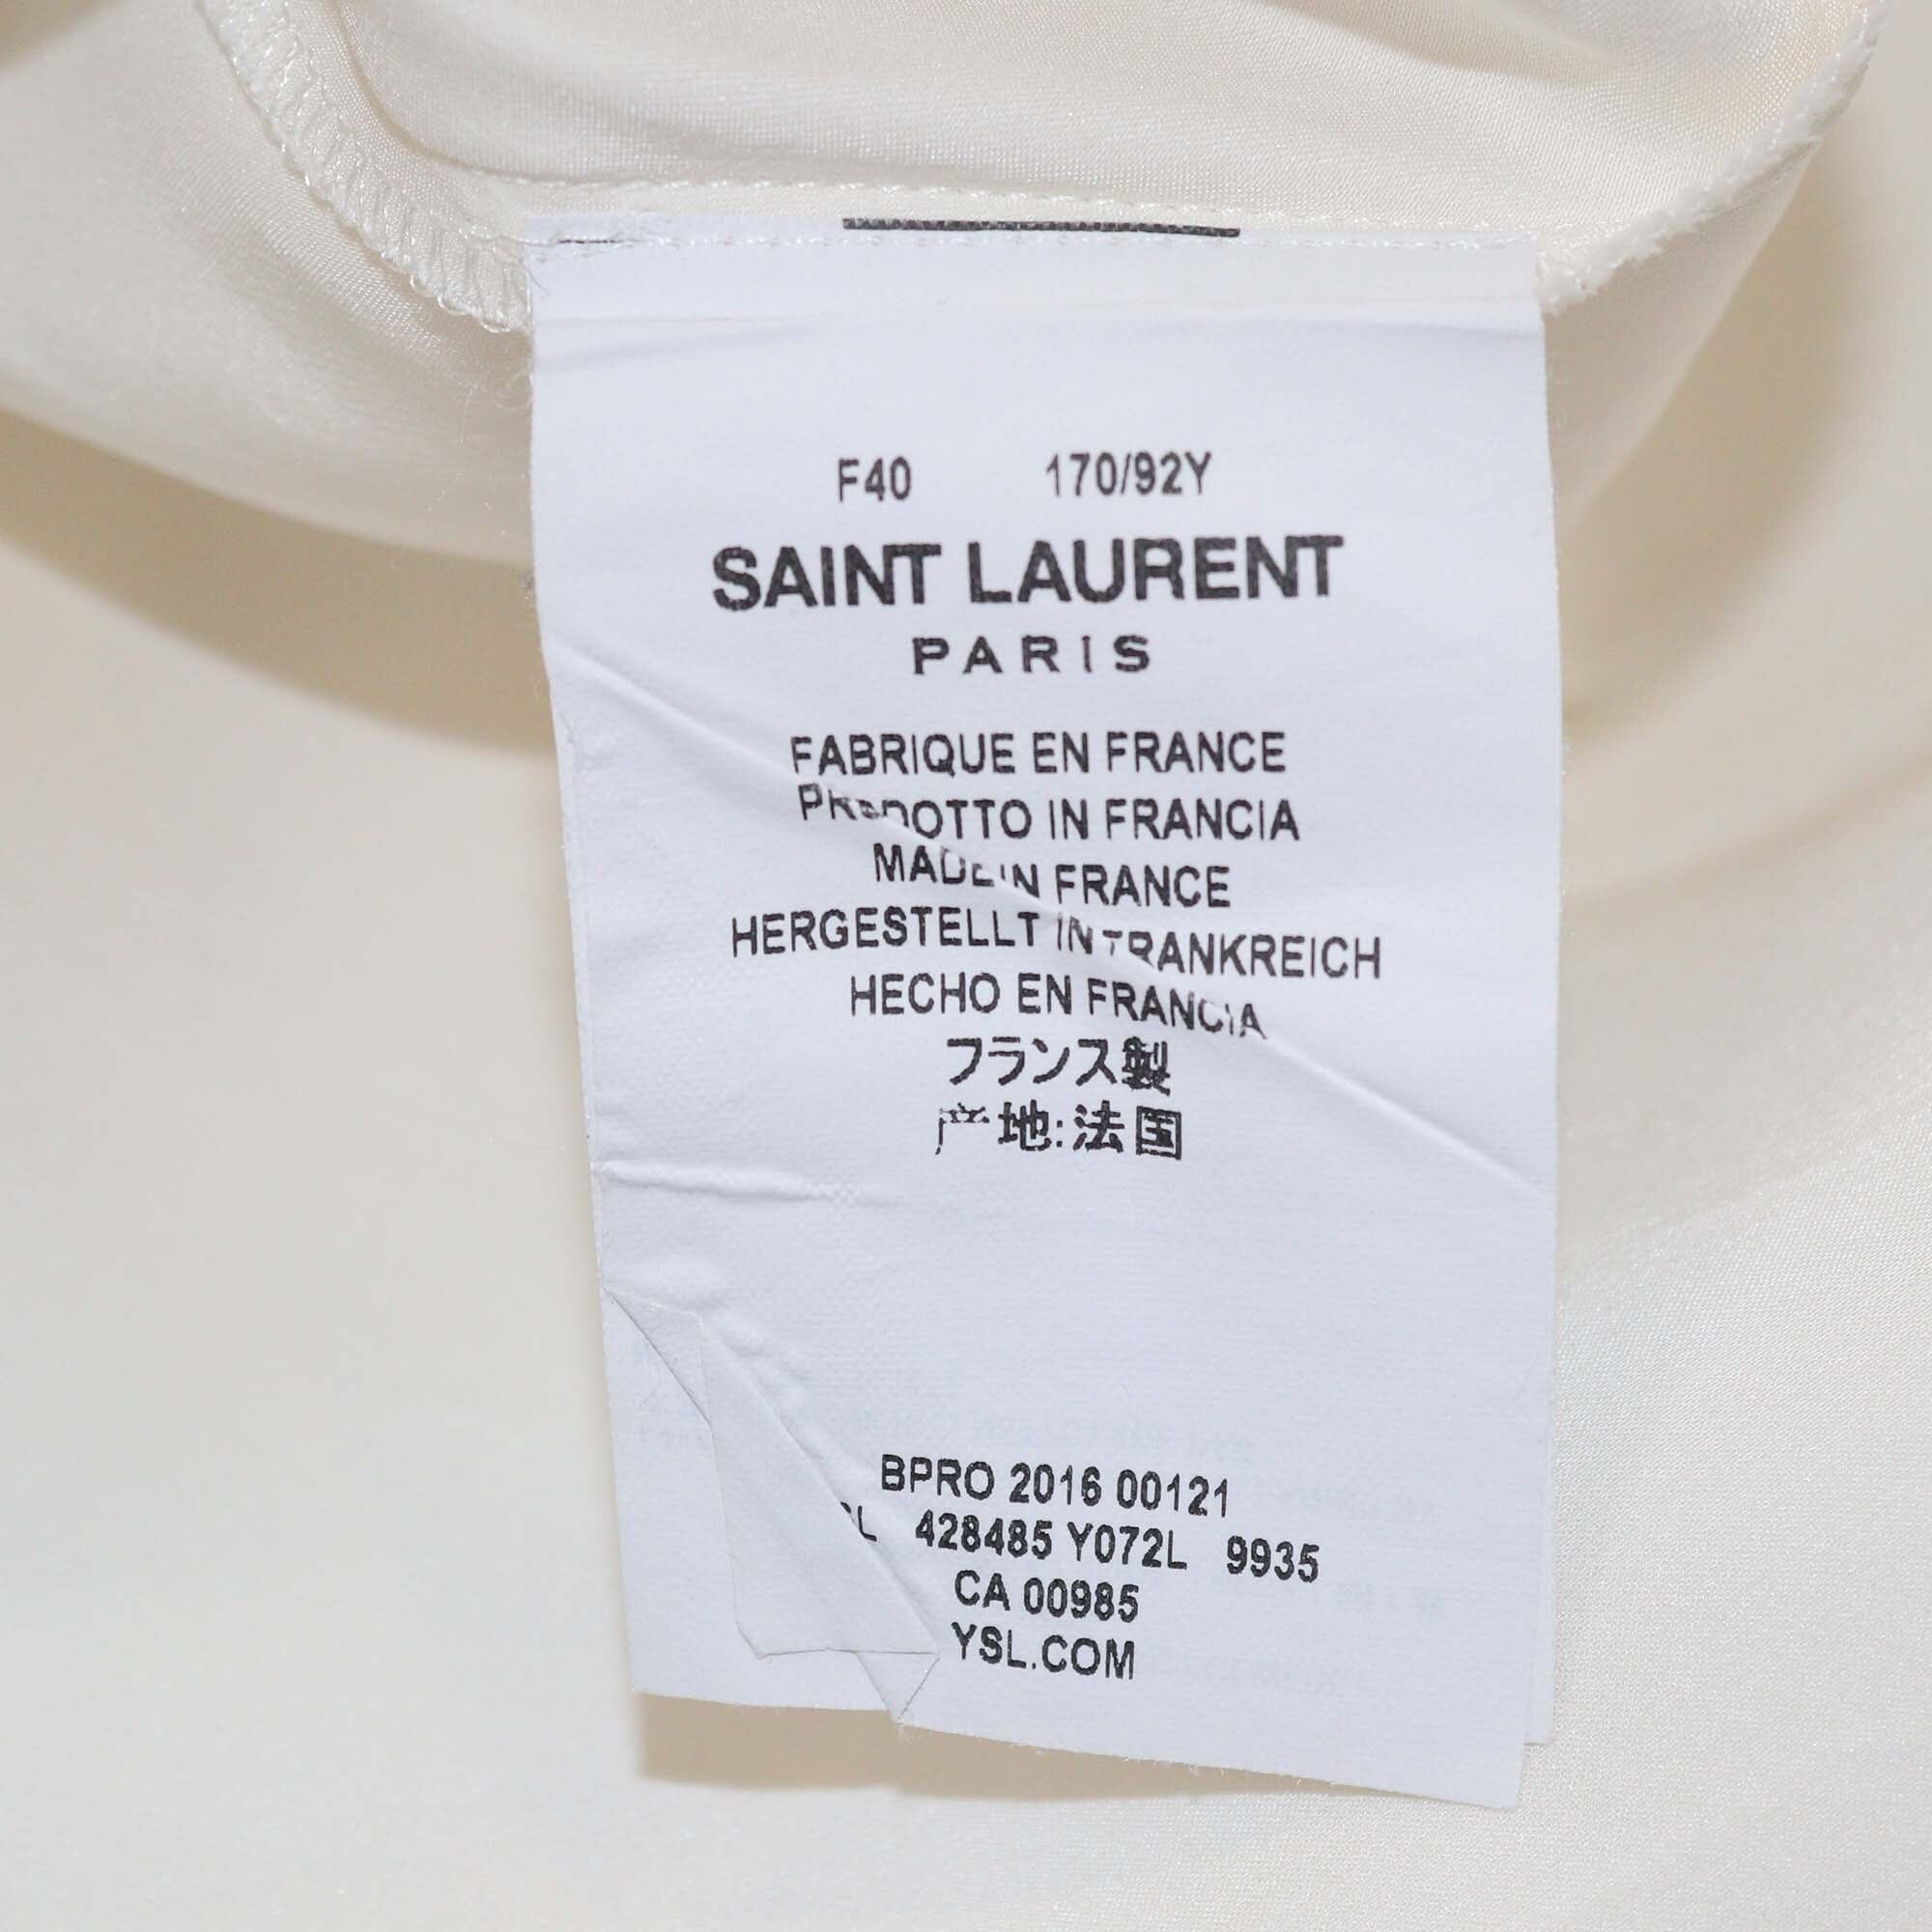 F40 170/92Y
SAINT LAURENT
PARIS
FABRIQUE EN FRANCE
PRODOTTO IN FRANCIA
MADE IN FRANCE
HERGESTELLT IN FRANKREICH
HECHO EN FRANCIA
フランス製
产地:法国
BPRO 2016 00121
428485 Y072L 9935
CA 00985
YSL.COM